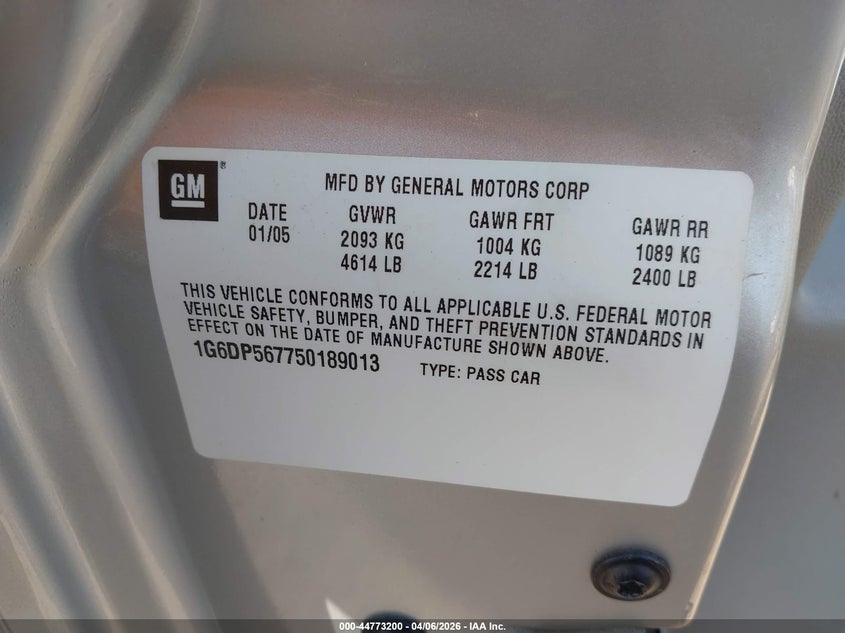 GM®
MFD BY GENERAL MOTORS CORP
DATE GVWR GAWR FRT GAWR RR
01/05 2093 KG 1004 KG 1089 KG
4614 LB 2214 LB 2400 LB
THIS VEHICLE CONFORMS TO ALL APPLICABLE U.S. FEDERAL MOTOR
VEHICLE SAFETY, BUMPER, AND THEFT PREVENTION STANDARDS IN
EFFECT ON THE DATE OF MANUFACTURE SHOWN ABOVE.
1G6DP567750189013 TYPE: PASS CAR
000-44773200 - 04/06/2026 - IAA Inc.